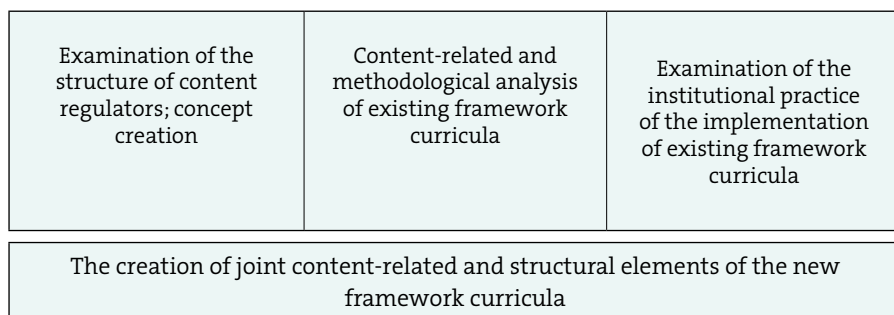 Examination of the
structure of content
regulators; concept
creation
Content-related and
methodological analysis
of existing framework
curricula
Examination of the
institutional practice
of the implementation
of existing framework
curricula
The creation of joint content-related and structural elements of the new
framework curricula